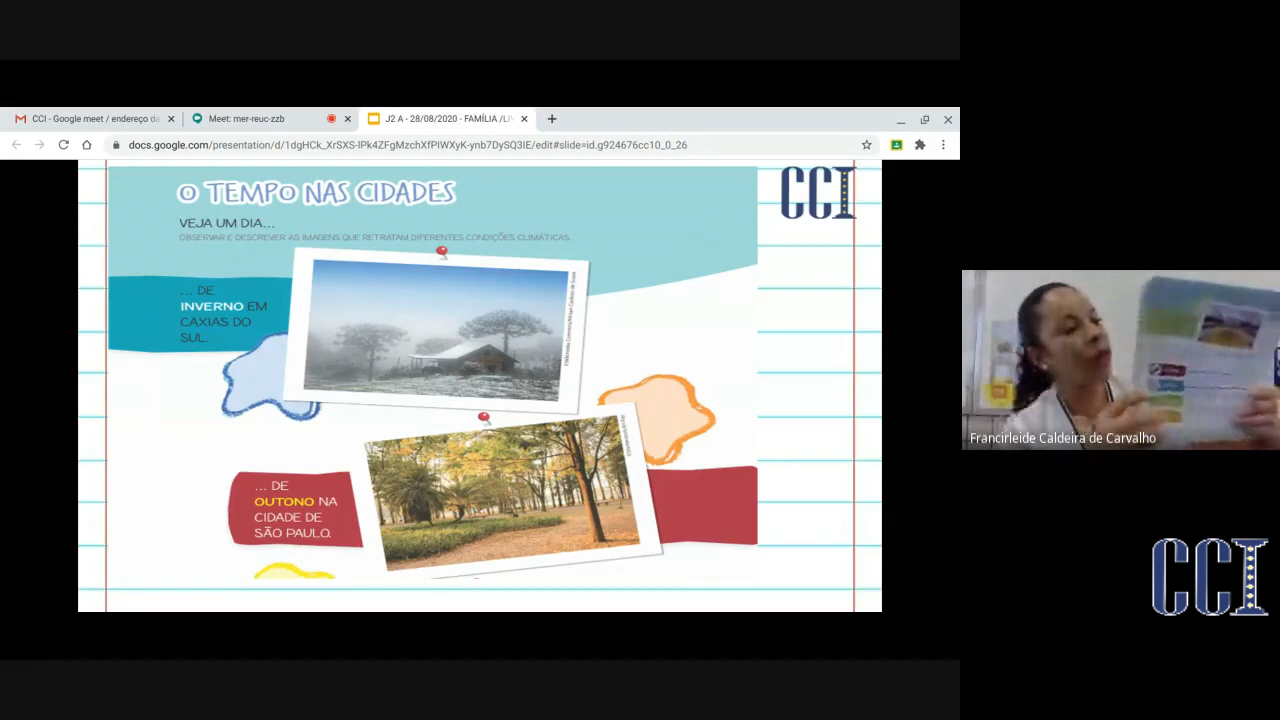 CCI - Google meet / endereço da
Meet: mer-reuc-zzb
J2 A - 28/08/2020 - FAMÍLIA /LIV
docs.google.com/presentation/d/1dgHCk_XrSXS-lPk4ZFgMzchXfPIWXyK-ynb7DySQ3IE/edit#slide=id.g924676cc10_0_26
O TEMPO NAS CIDADES
CCI
VEJA UM DIA...
OBSERVAR E DESCREVER AS IMAGENS QUE RETRATAM DIFERENTES CONDIÇÕES CLIMÁTICAS.
... DE
INVERNO EM
CAXIAS DO
SUL.
... DE
OUTONO NA
CIDADE DE
SÃO PAULO.
Francirleide Caldeira de Carvalho
CCI